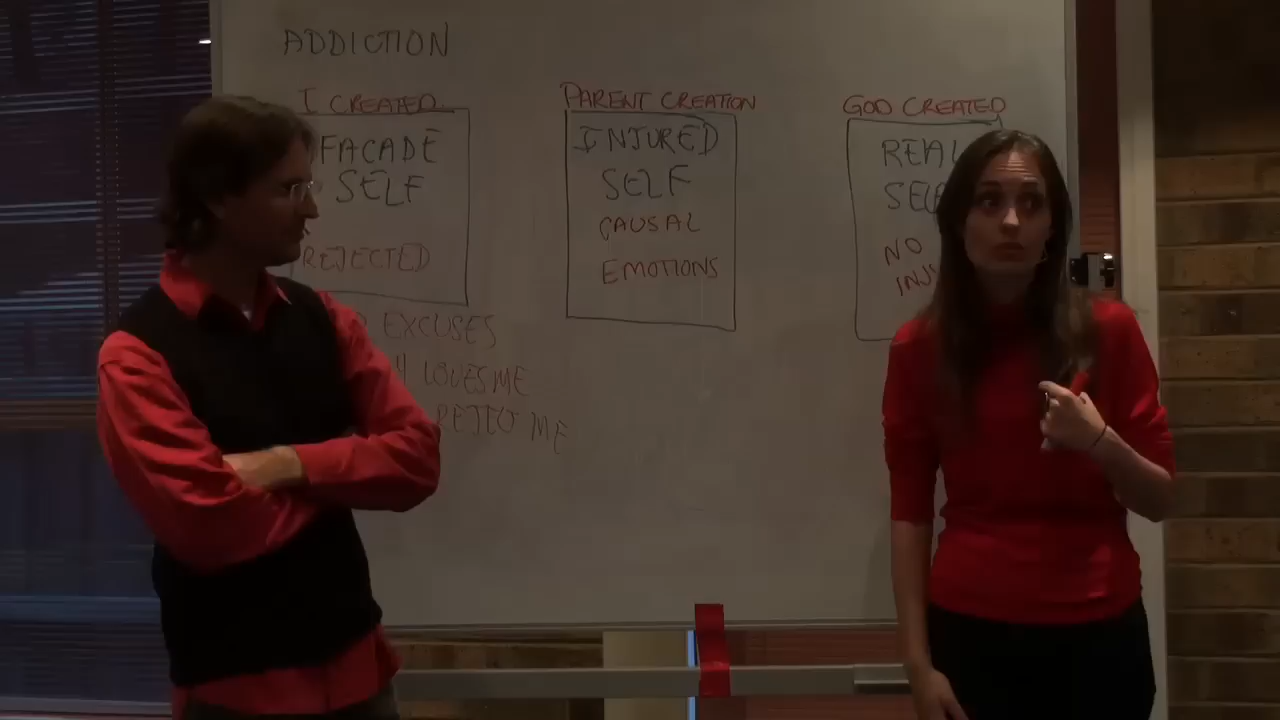 ADDICTION
I CREATED
FACADE
SELF
REJECTED
EXCUSES
LOVES ME
ME
PARENT CREATION
INJURED
SELF
CAUSAL
EMOTIONS
GOD CREATED
REAL
SEL
NO
INJ